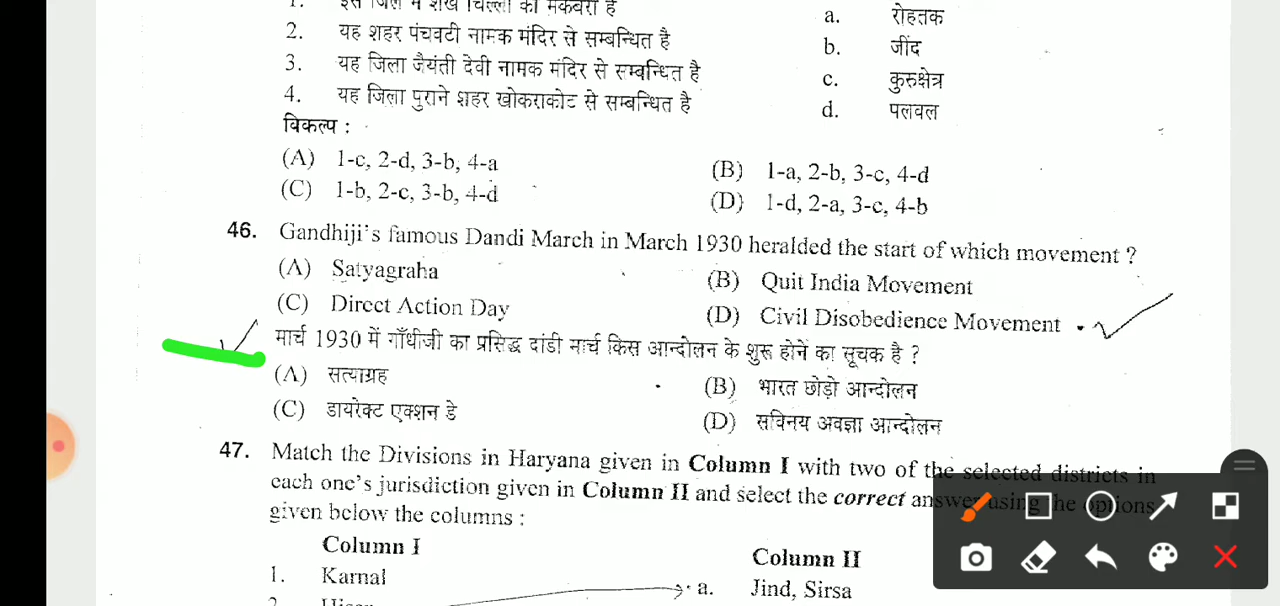 1. इस जिले में शेख चिल्ली का मकबरा है a. रोहतक
2. यह शहर पंचवटी नामक मंदिर से सम्बन्धित है b. जींद
3. यह जिला जैयंती देवी नामक मंदिर से सम्बन्धित है c. कुरुक्षेत्र
4. यह जिला पुराने शहर खोकराकोट से सम्बन्धित है d. पलवल
विकल्प :
(A) 1-c, 2-d, 3-b, 4-a (B) 1-a, 2-b, 3-c, 4-d
(C) 1-b, 2-c, 3-b, 4-d (D) 1-d, 2-a, 3-c, 4-b
46. Gandhiji's famous Dandi March in March 1930 heralded the start of which movement ?
(A) Satyagraha (B) Quit India Movement
(C) Direct Action Day (D) Civil Disobedience Movement
मार्च 1930 में गाँधीजी का प्रसिद्ध दांडी मार्च किस आन्दोलन के शुरू होने का सूचक है ?
(A) सत्याग्रह (B) भारत छोड़ो आन्दोलन
(C) डायरेक्ट एक्शन डे (D) सविनय अवज्ञा आन्दोलन
47. Match the Divisions in Haryana given in Column I with two of the selected districts in
each one's jurisdiction given in Column II and select the correct answer using the options
given below the columns :
Column I Column II
1. Karnal a. Jind, Sirsa
2. Hisar